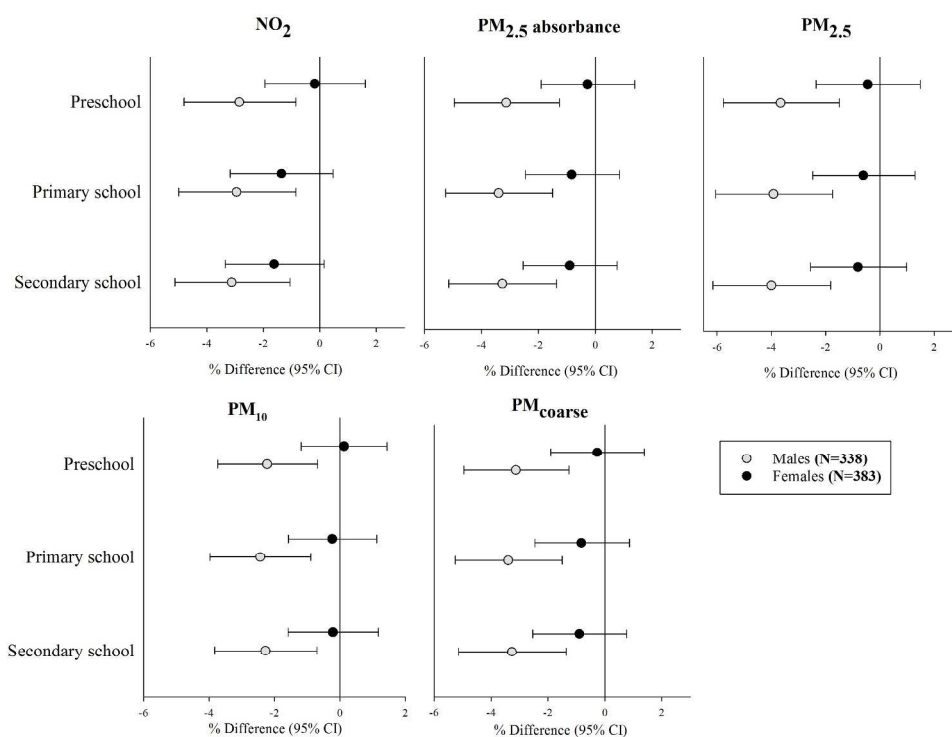 NO2
PM2.5 absorbance
PM2.5
Preschool
Primary school
Secondary school
-6 -4 -2 0 2
-6 -4 -2 0 2
-6 -4 -2 0 2
% Difference (95% CI)
% Difference (95% CI)
% Difference (95% CI)
PM10
PMcoarse
Preschool
Primary school
Secondary school
Males (N=338)
Females (N=383)
-6 -4 -2 0 2
-6 -4 -2 0 2
% Difference (95% CI)
% Difference (95% CI)